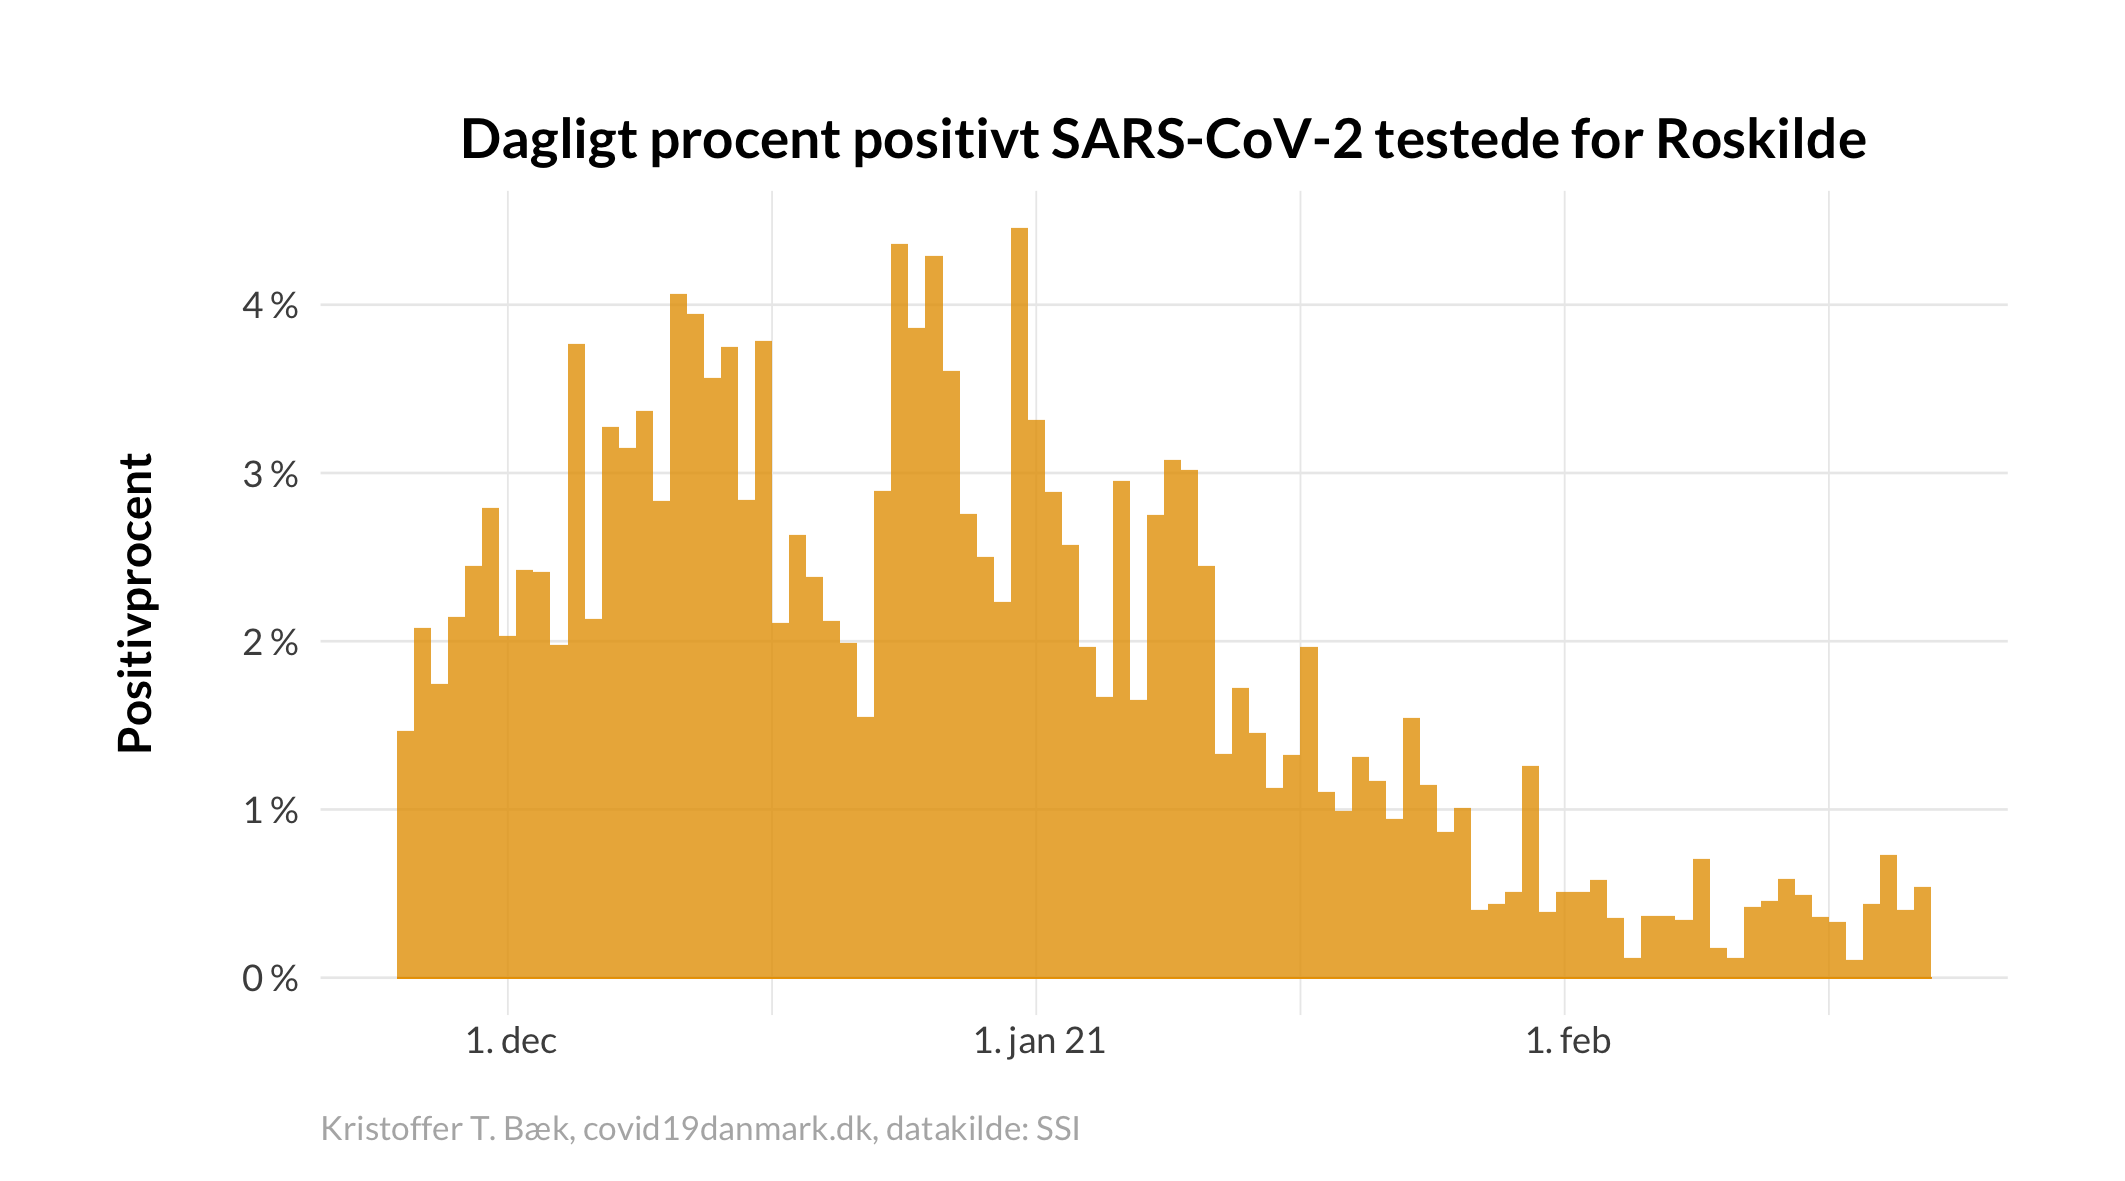 Dagligt procent positivt SARS-CoV-2 testede for Roskilde
Positivprocent
4 %
3 %
2 %
1 %
0 %
1. dec
1. jan 21
1. feb
Kristoffer T. Bæk, covid19danmark.dk, datakilde: SSI